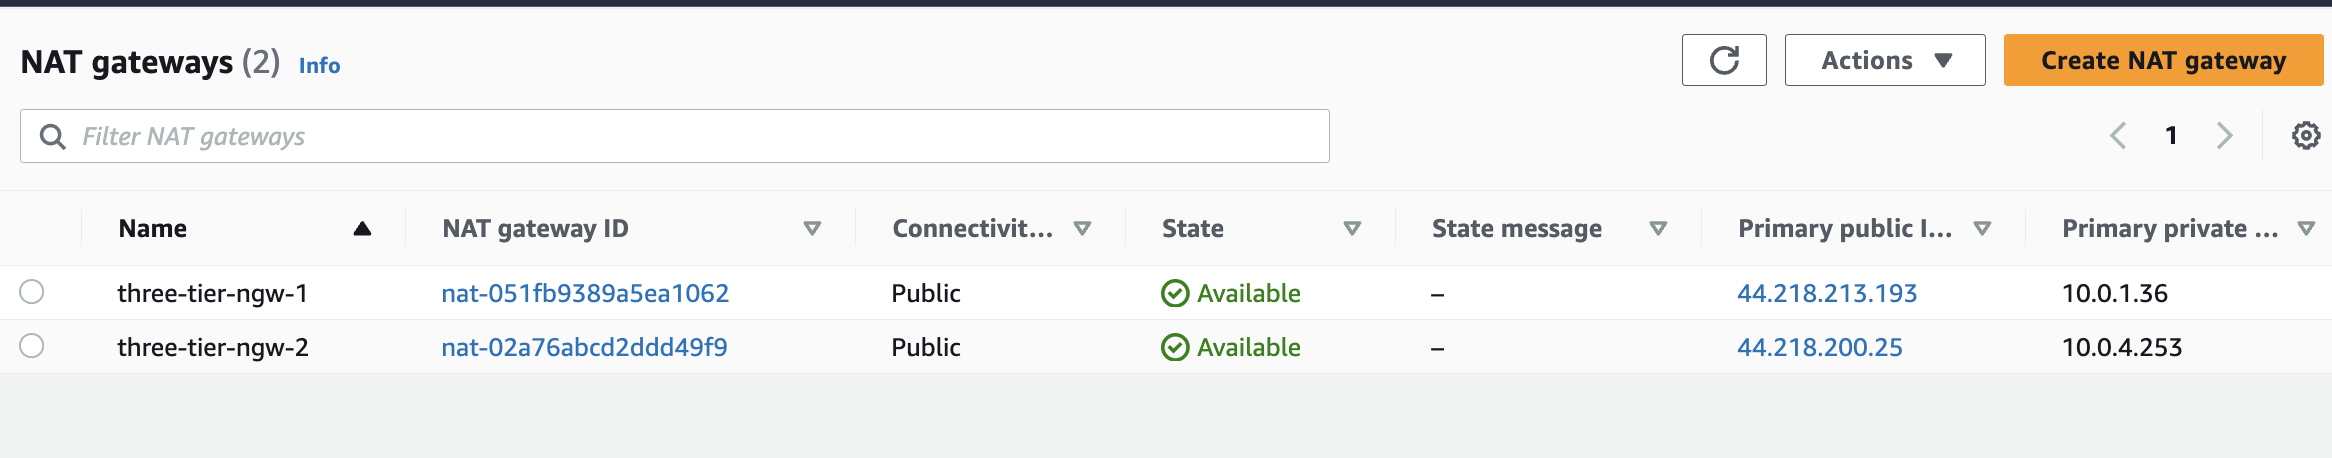 NAT gateways (2) Info
Actions
Create NAT gateway
Filter NAT gateways
1
Name NAT gateway ID Connectivit... State State message Primary public I... Primary private ...
three-tier-ngw-1 nat-051fb9389a5ea1062 Public Available – 44.218.213.193 10.0.1.36
three-tier-ngw-2 nat-02a76abcd2ddd49f9 Public Available – 44.218.200.25 10.0.4.253